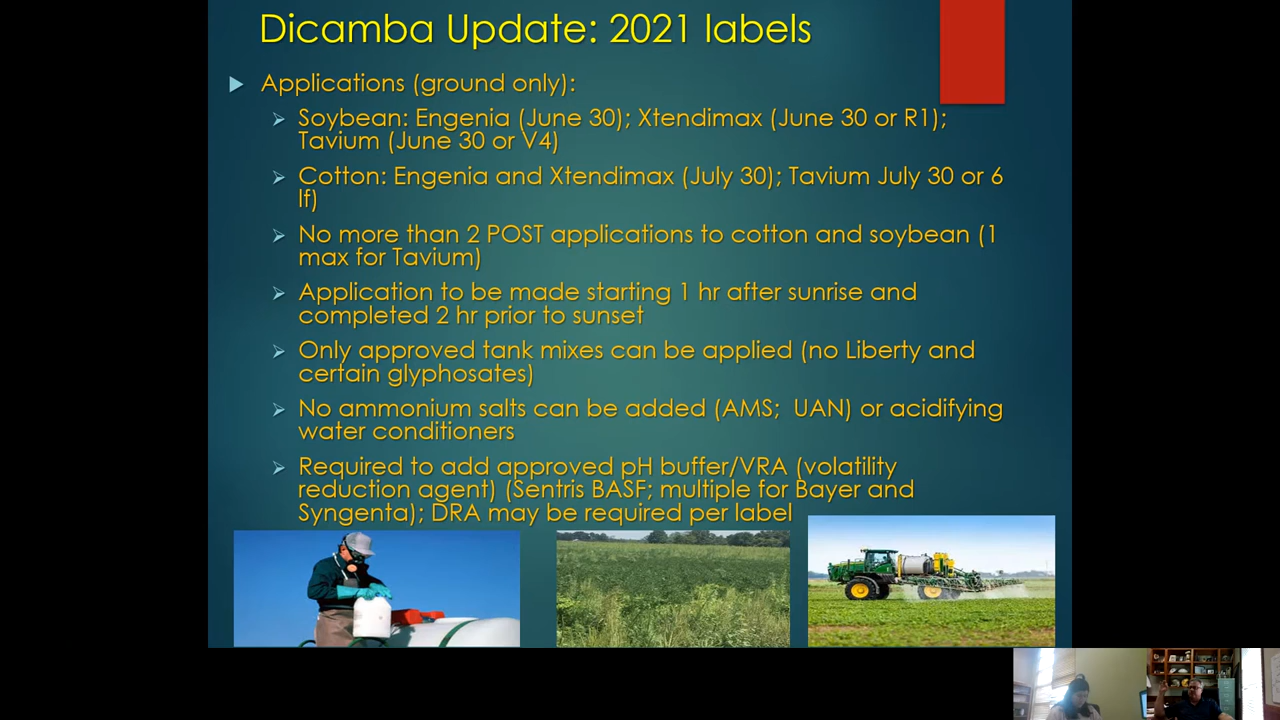 Dicamba Update: 2021 labels
Applications (ground only):
Soybean: Engenia (June 30); Xtendimax (June 30 or R1);
Tavium (June 30 or V4)
Cotton: Engenia and Xtendimax (July 30); Tavium July 30 or 6
lf)
No more than 2 POST applications to cotton and soybean (1
max for Tavium)
Application to be made starting 1 hr after sunrise and
completed 2 hr prior to sunset
Only approved tank mixes can be applied (no Liberty and
certain glyphosates)
No ammonium salts can be added (AMS; UAN) or acidifying
water conditioners
Required to add approved pH buffer/VRA (volatility
reduction agent) (Sentris BASF; multiple for Bayer and
Syngenta); DRA may be required per label